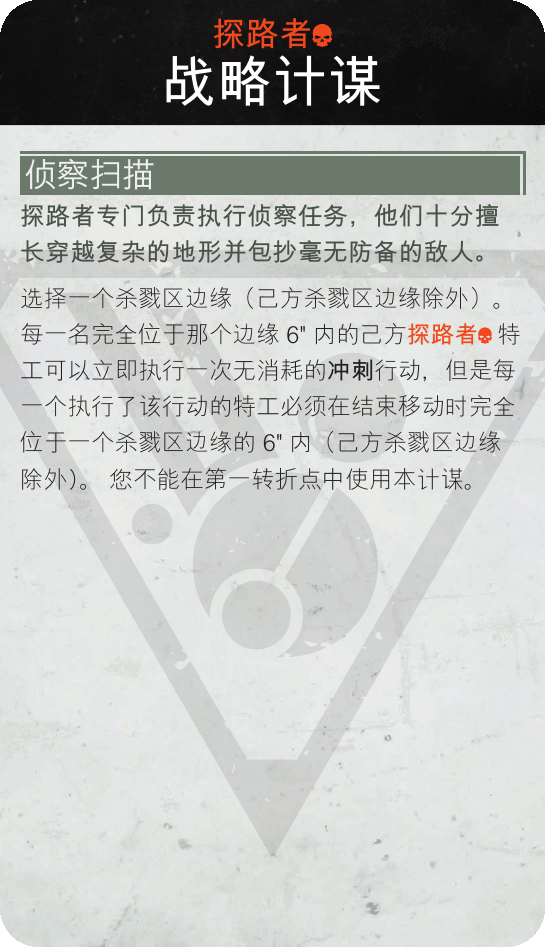 探路者
战略计谋
侦察扫描
探路者专门负责执行侦察任务，他们十分擅
长穿越复杂的地形并包抄毫无防备的敌人。
选择一个杀戮区边缘（己方杀戮区边缘除外）。
每一名完全位于那个边缘 6" 内的己方探路者 特
工可以立即执行一次无消耗的冲刺行动，但是每
一个执行了该行动的特工必须在结束移动时完全
位于一个杀戮区边缘的 6" 内（己方杀戮区边缘
除外）。 您不能在第一转折点中使用本计谋。